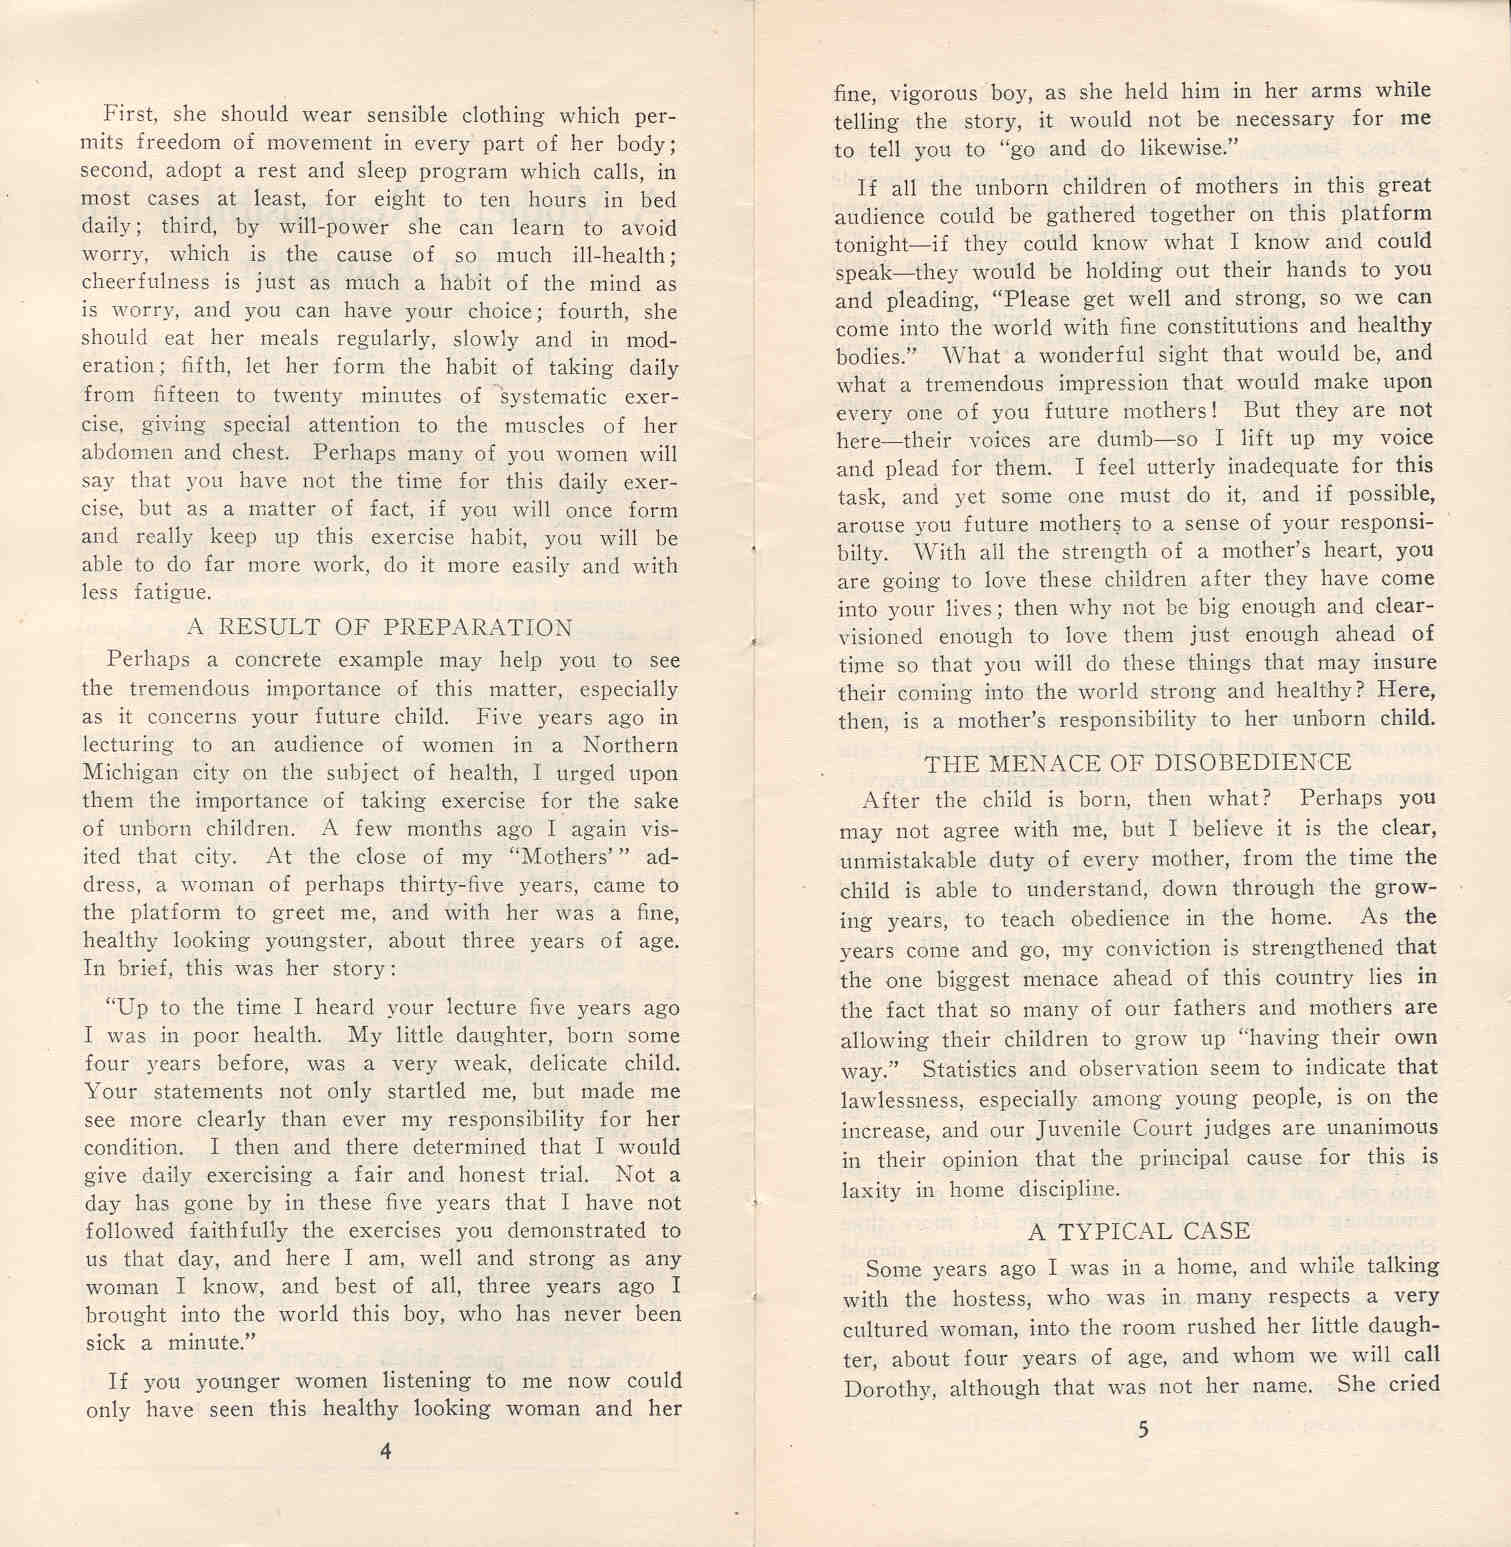 First, she should wear sensible clothing which per-
mits freedom of movement in every part of her body;
second, adopt a rest and sleep program which calls, in
most cases at least, for eight to ten hours in bed
daily; third, by will-power she can learn to avoid
worry, which is the cause of so much ill-health;
cheerfulness is just as much a habit of the mind as
is worry, and you can have your choice; fourth, she
should eat her meals regularly, slowly and in mod-
eration; fifth, let her form the habit of taking daily
from fifteen to twenty minutes of systematic exer-
cise, giving special attention to the muscles of her
abdomen and chest. Perhaps many of you women will
say that you have not the time for this daily exer-
cise, but as a matter of fact, if you will once form
and really keep up this exercise habit, you will be
able to do far more work, do it more easily and with
less fatigue.
A RESULT OF PREPARATION
Perhaps a concrete example may help you to see
the tremendous importance of this matter, especially
as it concerns your future child. Five years ago in
lecturing to an audience of women in a Northern
Michigan city on the subject of health, I urged upon
them the importance of taking exercise for the sake
of unborn children. A few months ago I again vis-
ited that city. At the close of my “Mothers’” ad-
dress, a woman of perhaps thirty-five years, came to
the platform to greet me, and with her was a fine,
healthy looking youngster, about three years of age.
In brief, this was her story:
“Up to the time I heard your lecture five years ago
I was in poor health. My little daughter, born some
four years before, was a very weak, delicate child.
Your statements not only startled me, but made me
see more clearly than ever my responsibility for her
condition. I then and there determined that I would
give daily exercising a fair and honest trial. Not a
day has gone by in these five years that I have not
followed faithfully the exercises you demonstrated to
us that day, and here I am, well and strong as any
woman I know, and best of all, three years ago I
brought into the world this boy, who has never been
sick a minute.”
If you younger women listening to me now could
only have seen this healthy looking woman and her
4
fine, vigorous boy, as she held him in her arms while
telling the story, it would not be necessary for me
to tell you to “go and do likewise.”
If all the unborn children of mothers in this great
audience could be gathered together on this platform
tonight—if they could know what I know and could
speak—they would be holding out their hands to you
and pleading, “Please get well and strong, so we can
come into the world with fine constitutions and healthy
bodies.” What a wonderful sight that would be, and
what a tremendous impression that would make upon
every one of you future mothers! But they are not
here—their voices are dumb—so I lift up my voice
and plead for them. I feel utterly inadequate for this
task, and yet some one must do it, and if possible,
arouse you future mothers to a sense of your responsi-
bilty. With all the strength of a mother’s heart, you
are going to love these children after they have come
into your lives; then why not be big enough and clear-
visioned enough to love them just enough ahead of
time so that you will do these things that may insure
their coming into the world strong and healthy? Here,
then, is a mother’s responsibility to her unborn child.
THE MENACE OF DISOBEDIENCE
After the child is born, then what? Perhaps you
may not agree with me, but I believe it is the clear,
unmistakable duty of every mother, from the time the
child is able to understand, down through the grow-
ing years, to teach obedience in the home. As the
years come and go, my conviction is strengthened that
the one biggest menace ahead of this country lies in
the fact that so many of our fathers and mothers are
allowing their children to grow up “having their own
way.” Statistics and observation seem to indicate that
lawlessness, especially among young people, is on the
increase, and our Juvenile Court judges are unanimous
in their opinion that the principal cause for this is
laxity in home discipline.
A TYPICAL CASE
Some years ago I was in a home, and while talking
with the hostess, who was in many respects a very
cultured woman, into the room rushed her little daugh-
ter, about four years of age, and whom we will call
Dorothy, although that was not her name. She cried
5